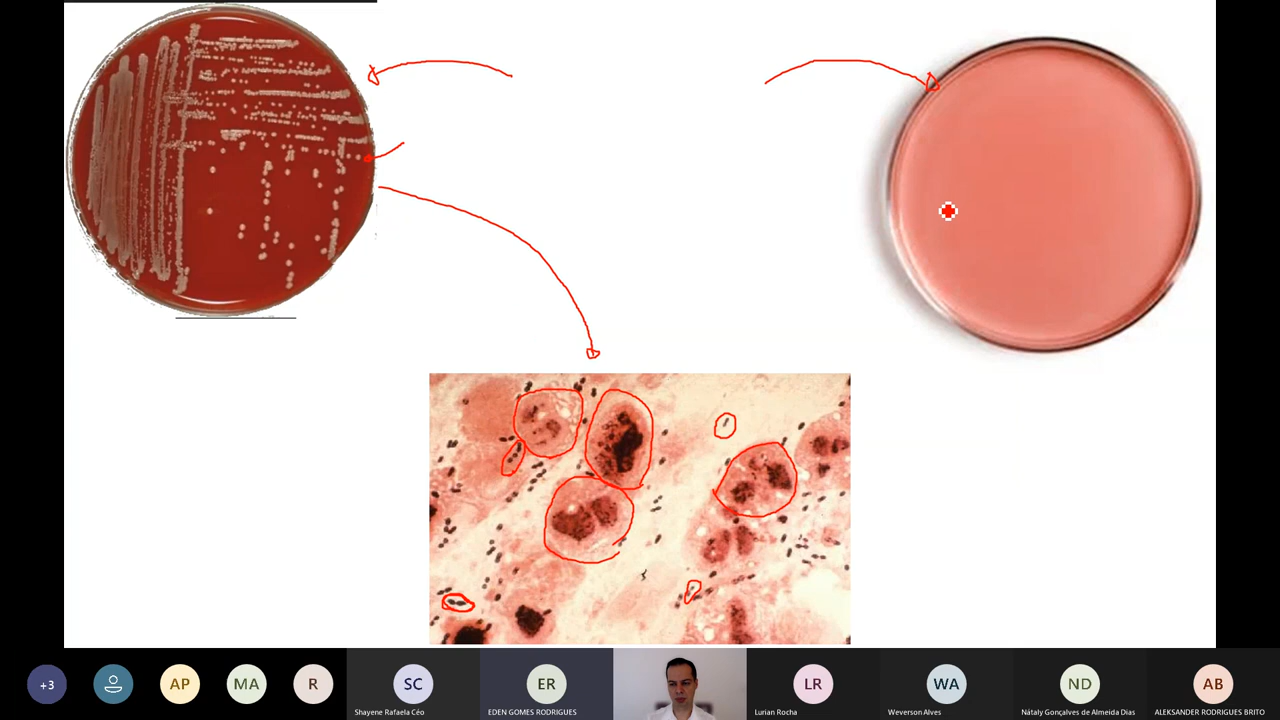 +3
AP
MA
R
SC
ER
LR
WA
ND
AB
Shayene Rafaela Céo
EDEN GOMES RODRIGUES
Lurian Rocha
Weverson Alves
Nátaly Gonçalves de Almeida Dias
ALEKSANDER RODRIGUES BRITO